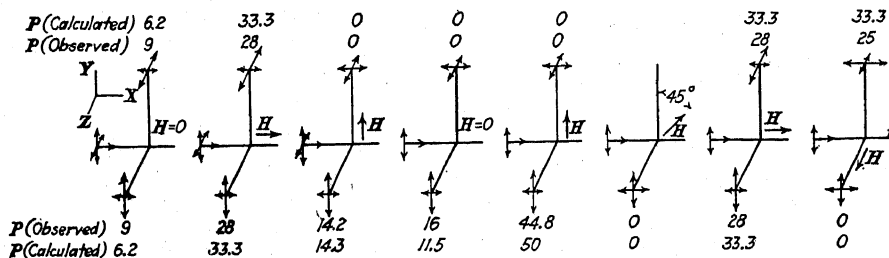 P (Calculated) 6.2 33.3 0 0 0 33.3 33.3
P (Observed) 9 28 0 0 0 28 25
Y
X
Z
H=0
H
H
H=0
H
45°
H
H
H
P (Observed) 9 28 14.2 16 44.8 0 28 0
P (Calculated) 6.2 33.3 14.3 11.5 50 0 33.3 0